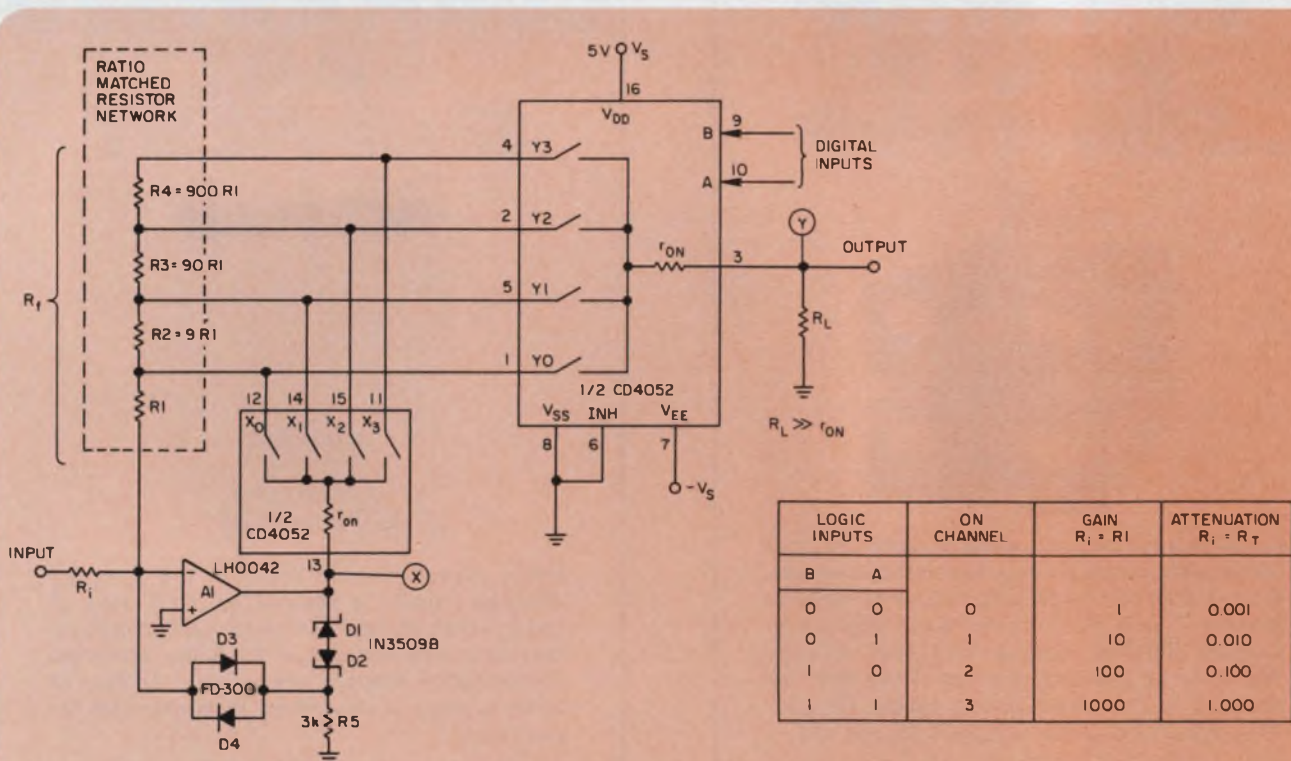 RATIO
MATCHED
RESISTOR
NETWORK
R4 = 900 R1
R3 = 90 R1
R2 = 9 R1
R1
Rf
5V VS
16
VDD
B 9
A 10
DIGITAL
INPUTS
4 Y3
2 Y2
5 Y1
1 Y0
rON
3
Y
OUTPUT
RL
RL ≫ rON
1/2 CD4052
VSS INH VEE
8 6 7
-VS
12 14 15 11
X0 X1 X2 X3
1/2
CD4052
ron
13
X
INPUT
Ri
LH0042
- A1 +
D1
1N3509B
D2
D3
FD-300
D4
3k R5
LOGIC
INPUTS
ON
CHANNEL
GAIN
Ri = R1
ATTENUATION
Ri = RT
B A
0 0 0 1 0.001
0 1 1 10 0.010
1 0 2 100 0.100
1 1 3 1000 1.000